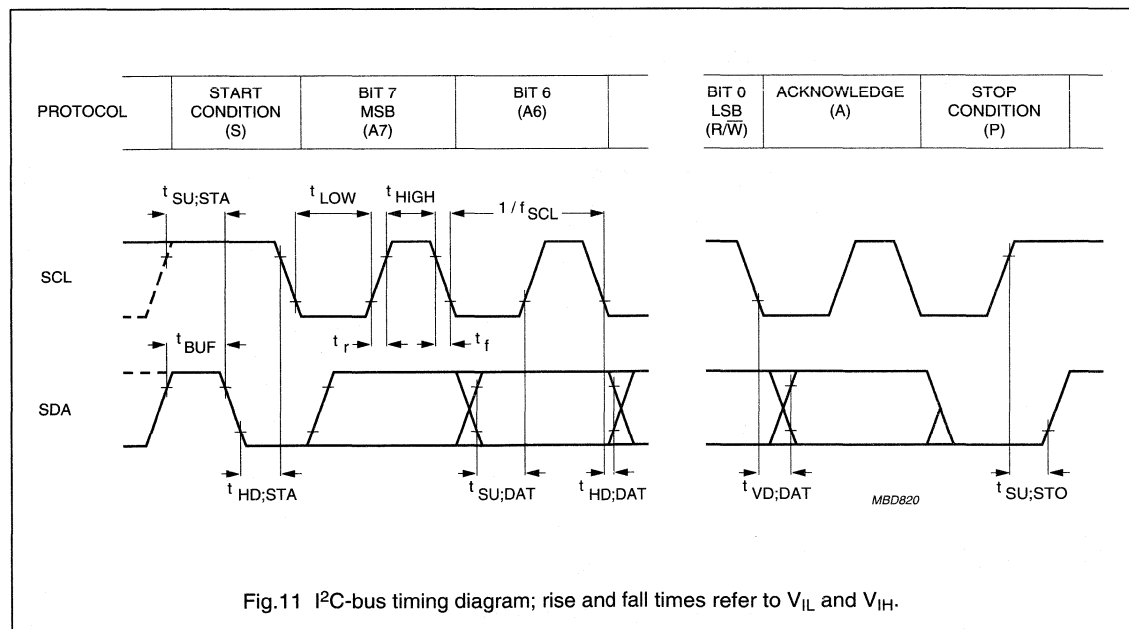 PROTOCOL
START
CONDITION
(S)
BIT 7
MSB
(A7)
BIT 6
(A6)
BIT 0
LSB
(R/W̅)
ACKNOWLEDGE
(A)
STOP
CONDITION
(P)
t SU;STA
t LOW
t HIGH
1 / fSCL
SCL
t BUF
t r
t f
SDA
t HD;STA
t SU;DAT
t HD;DAT
t VD;DAT
MBD820
t SU;STO
Fig.11 I²C-bus timing diagram; rise and fall times refer to VIL and VIH.